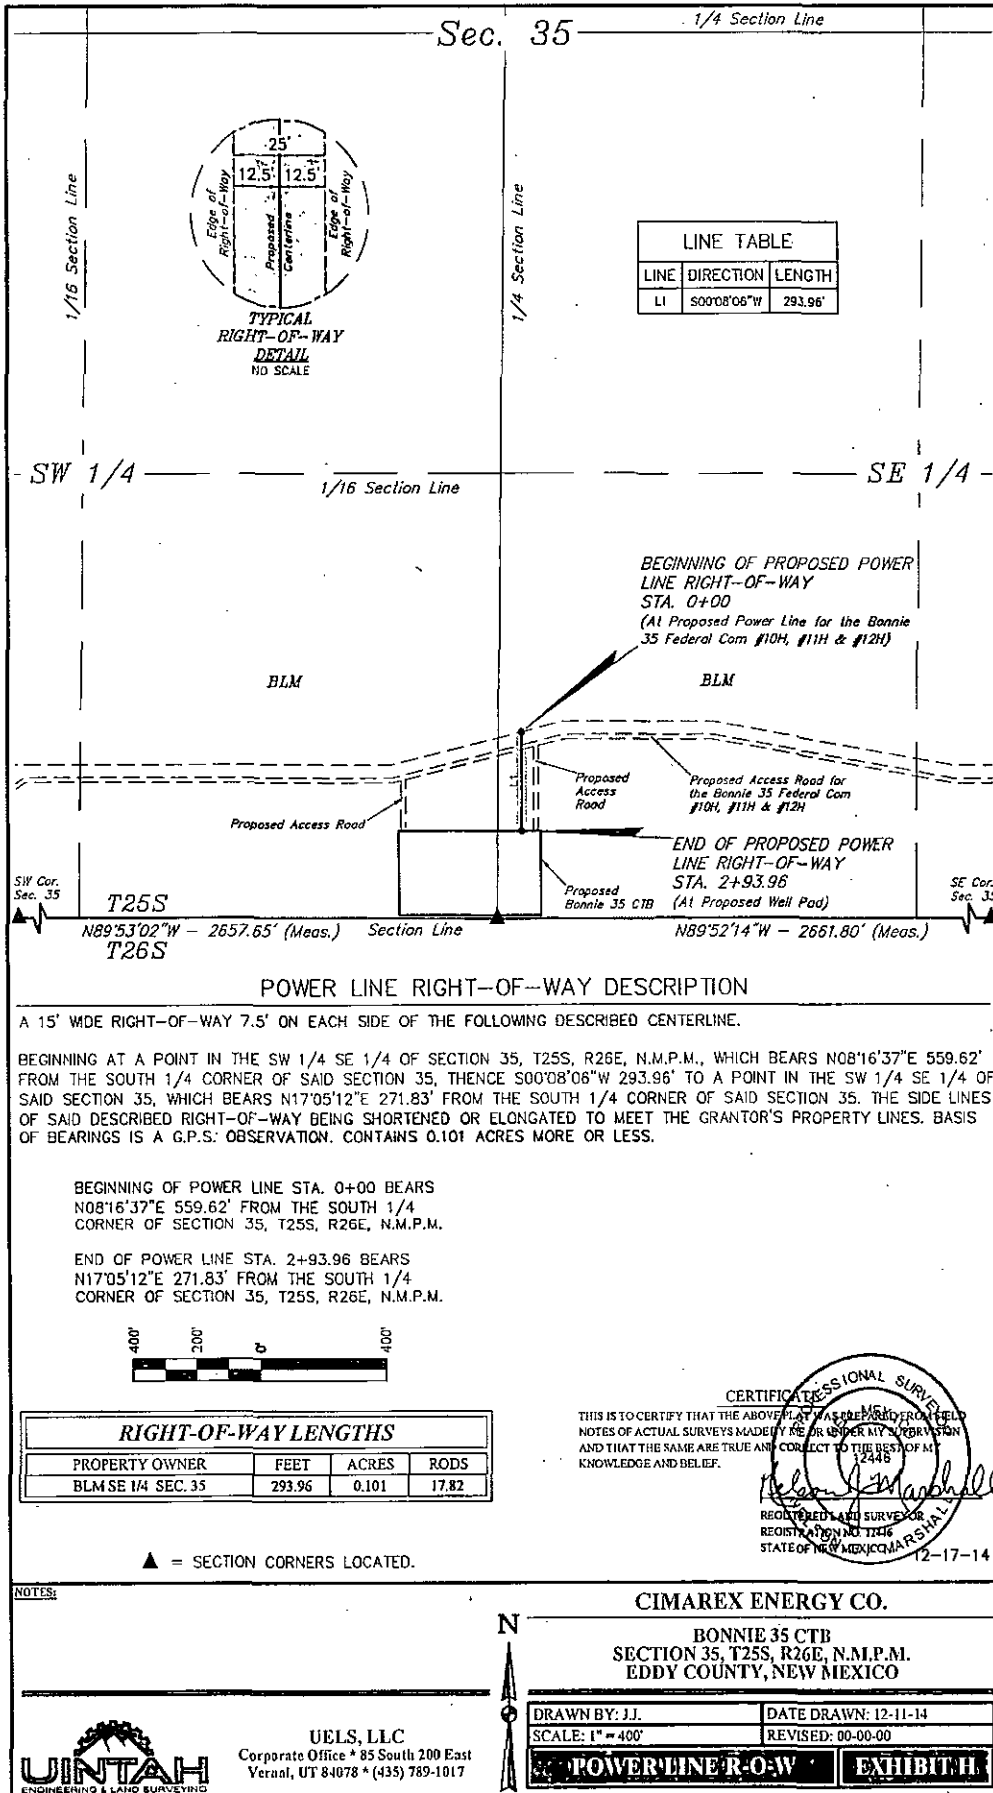 Sec. 35
1/4 Section Line
1/16 Section Line
25'
12.5' 12.5'
Edge of Right-of-Way
Proposed Centerline
Edge of Right-of-Way
TYPICAL
RIGHT-OF-WAY
DETAIL
NO SCALE
1/4 Section Line
LINE TABLE
LINE DIRECTION LENGTH
L1 S00°08'06"W 293.96'
SW 1/4
1/16 Section Line
SE 1/4
BEGINNING OF PROPOSED POWER
LINE RIGHT-OF-WAY
STA. 0+00
(At Proposed Power Line for the Bonnie
35 Federal Com #10H, #11H & #12H)
BLM
BLM
L1
Proposed
Access
Road
Proposed Access Road for
the Bonnie 35 Federal Com
#10H, #11H & #12H
Proposed Access Road
END OF PROPOSED POWER
LINE RIGHT-OF-WAY
STA. 2+93.96
(At Proposed Well Pad)
Proposed
Bonnie 35 CTB
SW Cor.
Sec. 35
SE Cor.
Sec. 35
T25S
N89°53'02"W - 2657.65' (Meas.)
Section Line
N89°52'14"W - 2661.80' (Meas.)
T26S
POWER LINE RIGHT-OF-WAY DESCRIPTION
A 15' WIDE RIGHT-OF-WAY 7.5' ON EACH SIDE OF THE FOLLOWING DESCRIBED CENTERLINE.
BEGINNING AT A POINT IN THE SW 1/4 SE 1/4 OF SECTION 35, T25S, R26E, N.M.P.M., WHICH BEARS N08°16'37"E 559.62'
FROM THE SOUTH 1/4 CORNER OF SAID SECTION 35, THENCE S00°08'06"W 293.96' TO A POINT IN THE SW 1/4 SE 1/4 OF
SAID SECTION 35, WHICH BEARS N17°05'12"E 271.83' FROM THE SOUTH 1/4 CORNER OF SAID SECTION 35. THE SIDE LINES
OF SAID DESCRIBED RIGHT-OF-WAY BEING SHORTENED OR ELONGATED TO MEET THE GRANTOR'S PROPERTY LINES. BASIS
OF BEARINGS IS A G.P.S. OBSERVATION. CONTAINS 0.101 ACRES MORE OR LESS.
BEGINNING OF POWER LINE STA. 0+00 BEARS
N08°16'37"E 559.62' FROM THE SOUTH 1/4
CORNER OF SECTION 35, T25S, R26E, N.M.P.M.
END OF POWER LINE STA. 2+93.96 BEARS
N17°05'12"E 271.83' FROM THE SOUTH 1/4
CORNER OF SECTION 35, T25S, R26E, N.M.P.M.
400' 200' 0' 400'
RIGHT-OF-WAY LENGTHS
PROPERTY OWNER FEET ACRES RODS
BLM SE 1/4 SEC. 35 293.96 0.101 17.82
CERTIFICATE
THIS IS TO CERTIFY THAT THE ABOVE PLAT WAS PREPARED FROM FIELD
NOTES OF ACTUAL SURVEYS MADE BY ME OR UNDER MY SUPERVISION
AND THAT THE SAME ARE TRUE AND CORRECT TO THE BEST OF MY
KNOWLEDGE AND BELIEF.
PROFESSIONAL SURVEYOR
NEW MEXICO
12446
NELSON J. MARSHALL
Nelson J. Marshall
REGISTERED LAND SURVEYOR
REGISTRATION NO. 12446
STATE OF NEW MEXICO
12-17-14
▲ = SECTION CORNERS LOCATED.
NOTES:
N
CIMAREX ENERGY CO.
BONNIE 35 CTB
SECTION 35, T25S, R26E, N.M.P.M.
EDDY COUNTY, NEW MEXICO
DRAWN BY: J.J. DATE DRAWN: 12-11-14
SCALE: 1" = 400' REVISED: 00-00-00
POWER LINE R-O-W EXHIBIT H
UINTAH
ENGINEERING & LAND SURVEYING
UELS, LLC
Corporate Office * 85 South 200 East
Vernal, UT 84078 * (435) 789-1017